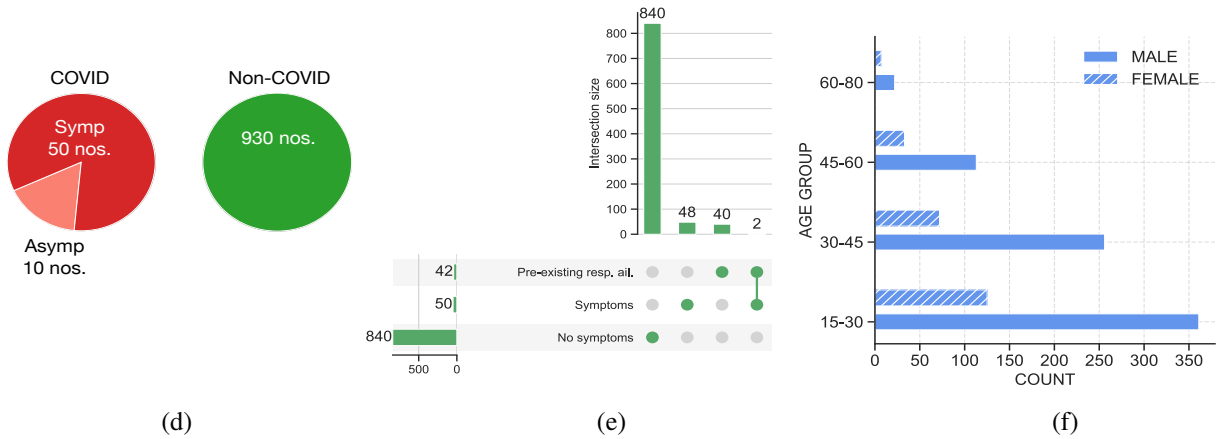 COVID
Non-COVID
Symp
50 nos.
930 nos.
Asymp
10 nos.
(d)
840
800
700
600
500
400
300
200
100
0
Intersection size
48
40
2
42
Pre-existing resp. ail.
50
Symptoms
840
No symptoms
500
0
(e)
MALE
FEMALE
60-80
45-60
30-45
15-30
AGE GROUP
0
50
100
150
200
250
300
350
COUNT
(f)